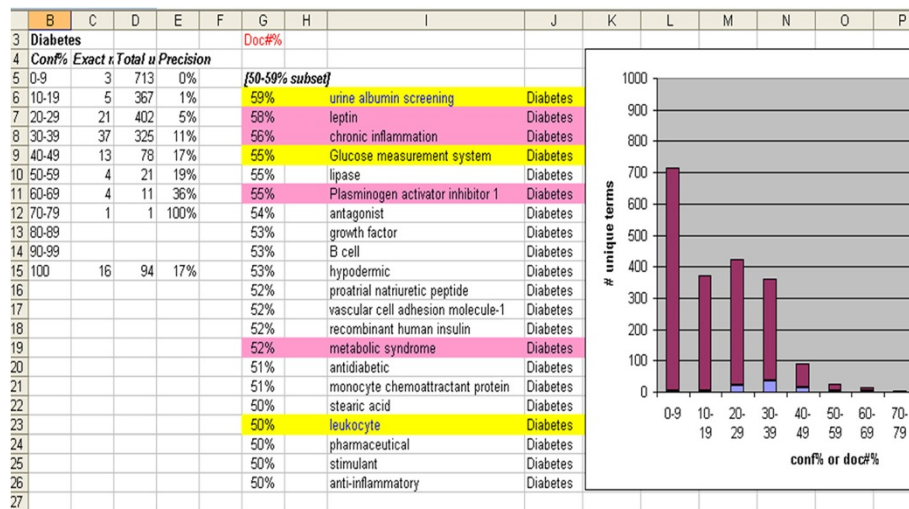 B C D E F G H I J K L M N O P
3 Diabetes Doc#%
4 Conf% Exact Total u Precision
5 0-9 3 713 0% [50-59% subset]
6 10-19 5 367 1% 59% urine albumin screening Diabetes
7 20-29 21 402 5% 58% leptin Diabetes
8 30-39 37 325 11% 56% chronic inflammation Diabetes
9 40-49 13 78 17% 55% Glucose measurement system Diabetes
10 50-59 4 21 19% 55% lipase Diabetes
11 60-69 4 11 36% 55% Plasminogen activator inhibitor 1 Diabetes
12 70-79 1 1 100% 54% antagonist Diabetes
13 80-89 53% growth factor Diabetes
14 90-99 53% B cell Diabetes
15 100 16 94 17% 53% hypodermic Diabetes
16 52% proatrial natriuretic peptide Diabetes
17 52% vascular cell adhesion molecule-1 Diabetes
18 52% recombinant human insulin Diabetes
19 52% metabolic syndrome Diabetes
20 51% antidiabetic Diabetes
21 51% monocyte chemoattractant protein Diabetes
22 50% stearic acid Diabetes
23 50% leukocyte Diabetes
24 50% pharmaceutical Diabetes
25 50% stimulant Diabetes
26 50% anti-inflammatory Diabetes
27
# unique terms
1000
900
800
700
600
500
400
300
200
100
0
0-9 10- 20- 30- 40- 50- 60- 70-
19 29 39 49 59 69 79
conf% or doc#%